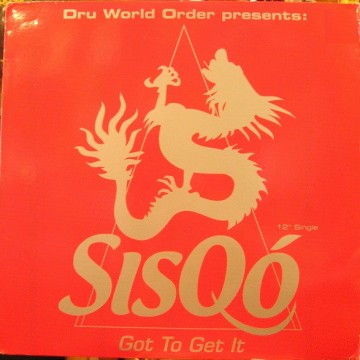 Dru World Order presents:
12" Single
SisQó
Got To Get It